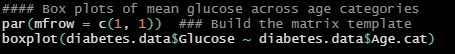 #### Box plots of mean glucose across age categories
par(mfrow = c(1, 1))  ### Build the matrix template
boxplot(diabetes.data$Glucose ~ diabetes.data$Age.cat)